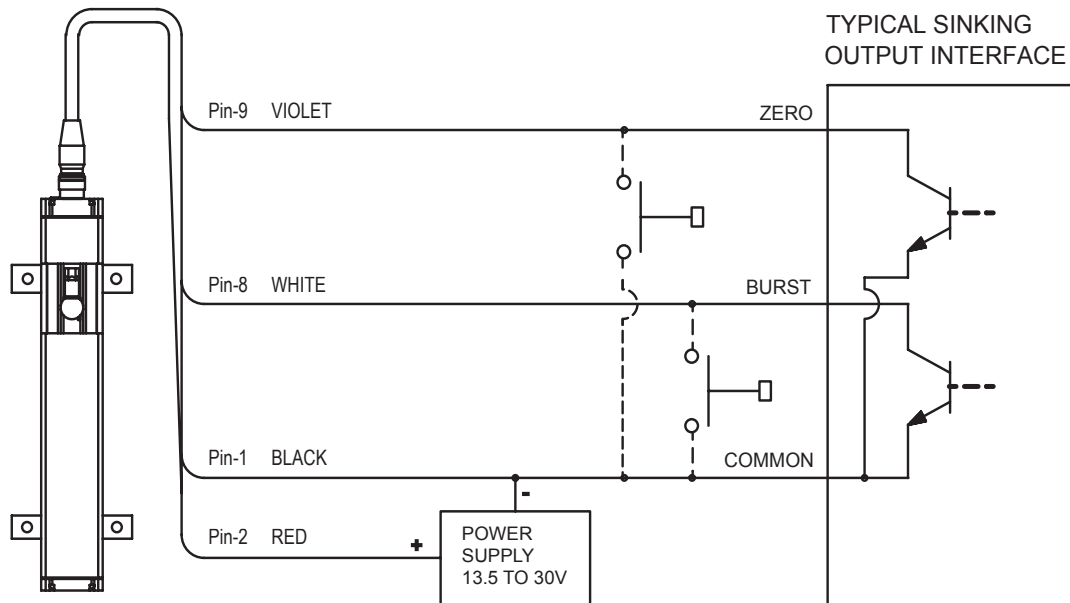 TYPICAL SINKING
OUTPUT INTERFACE
Pin-9 VIOLET
ZERO
Pin-8 WHITE
BURST
Pin-1 BLACK
COMMON
-
Pin-2 RED
+
POWER
SUPPLY
13.5 TO 30V